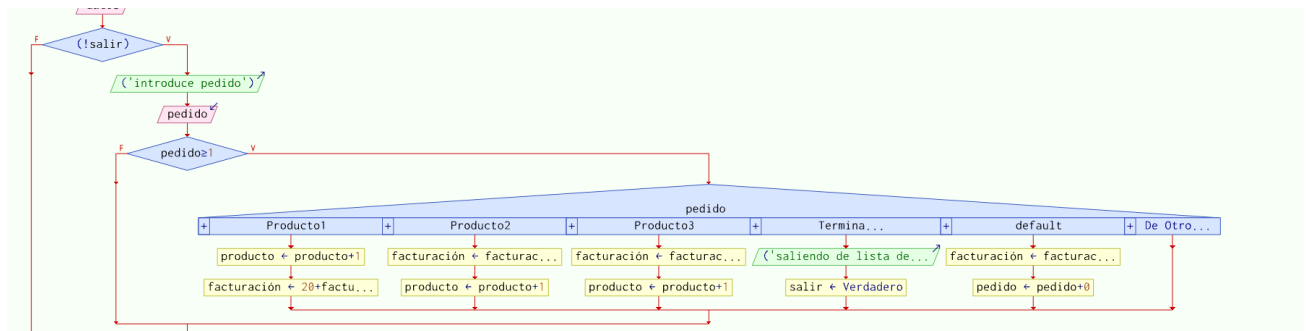 F
(!salir)
V
('introduce pedido')
pedido
F
pedido≥1
V
pedido
+ Producto1 + Producto2 + Producto3 + Termina... + default + De Otro...
producto ← producto+1
facturación ← facturac...
facturación ← facturac...
('saliendo de lista de...
facturación ← facturac...
facturación ← 20+factu...
producto ← producto+1
producto ← producto+1
salir ← Verdadero
pedido ← pedido+0